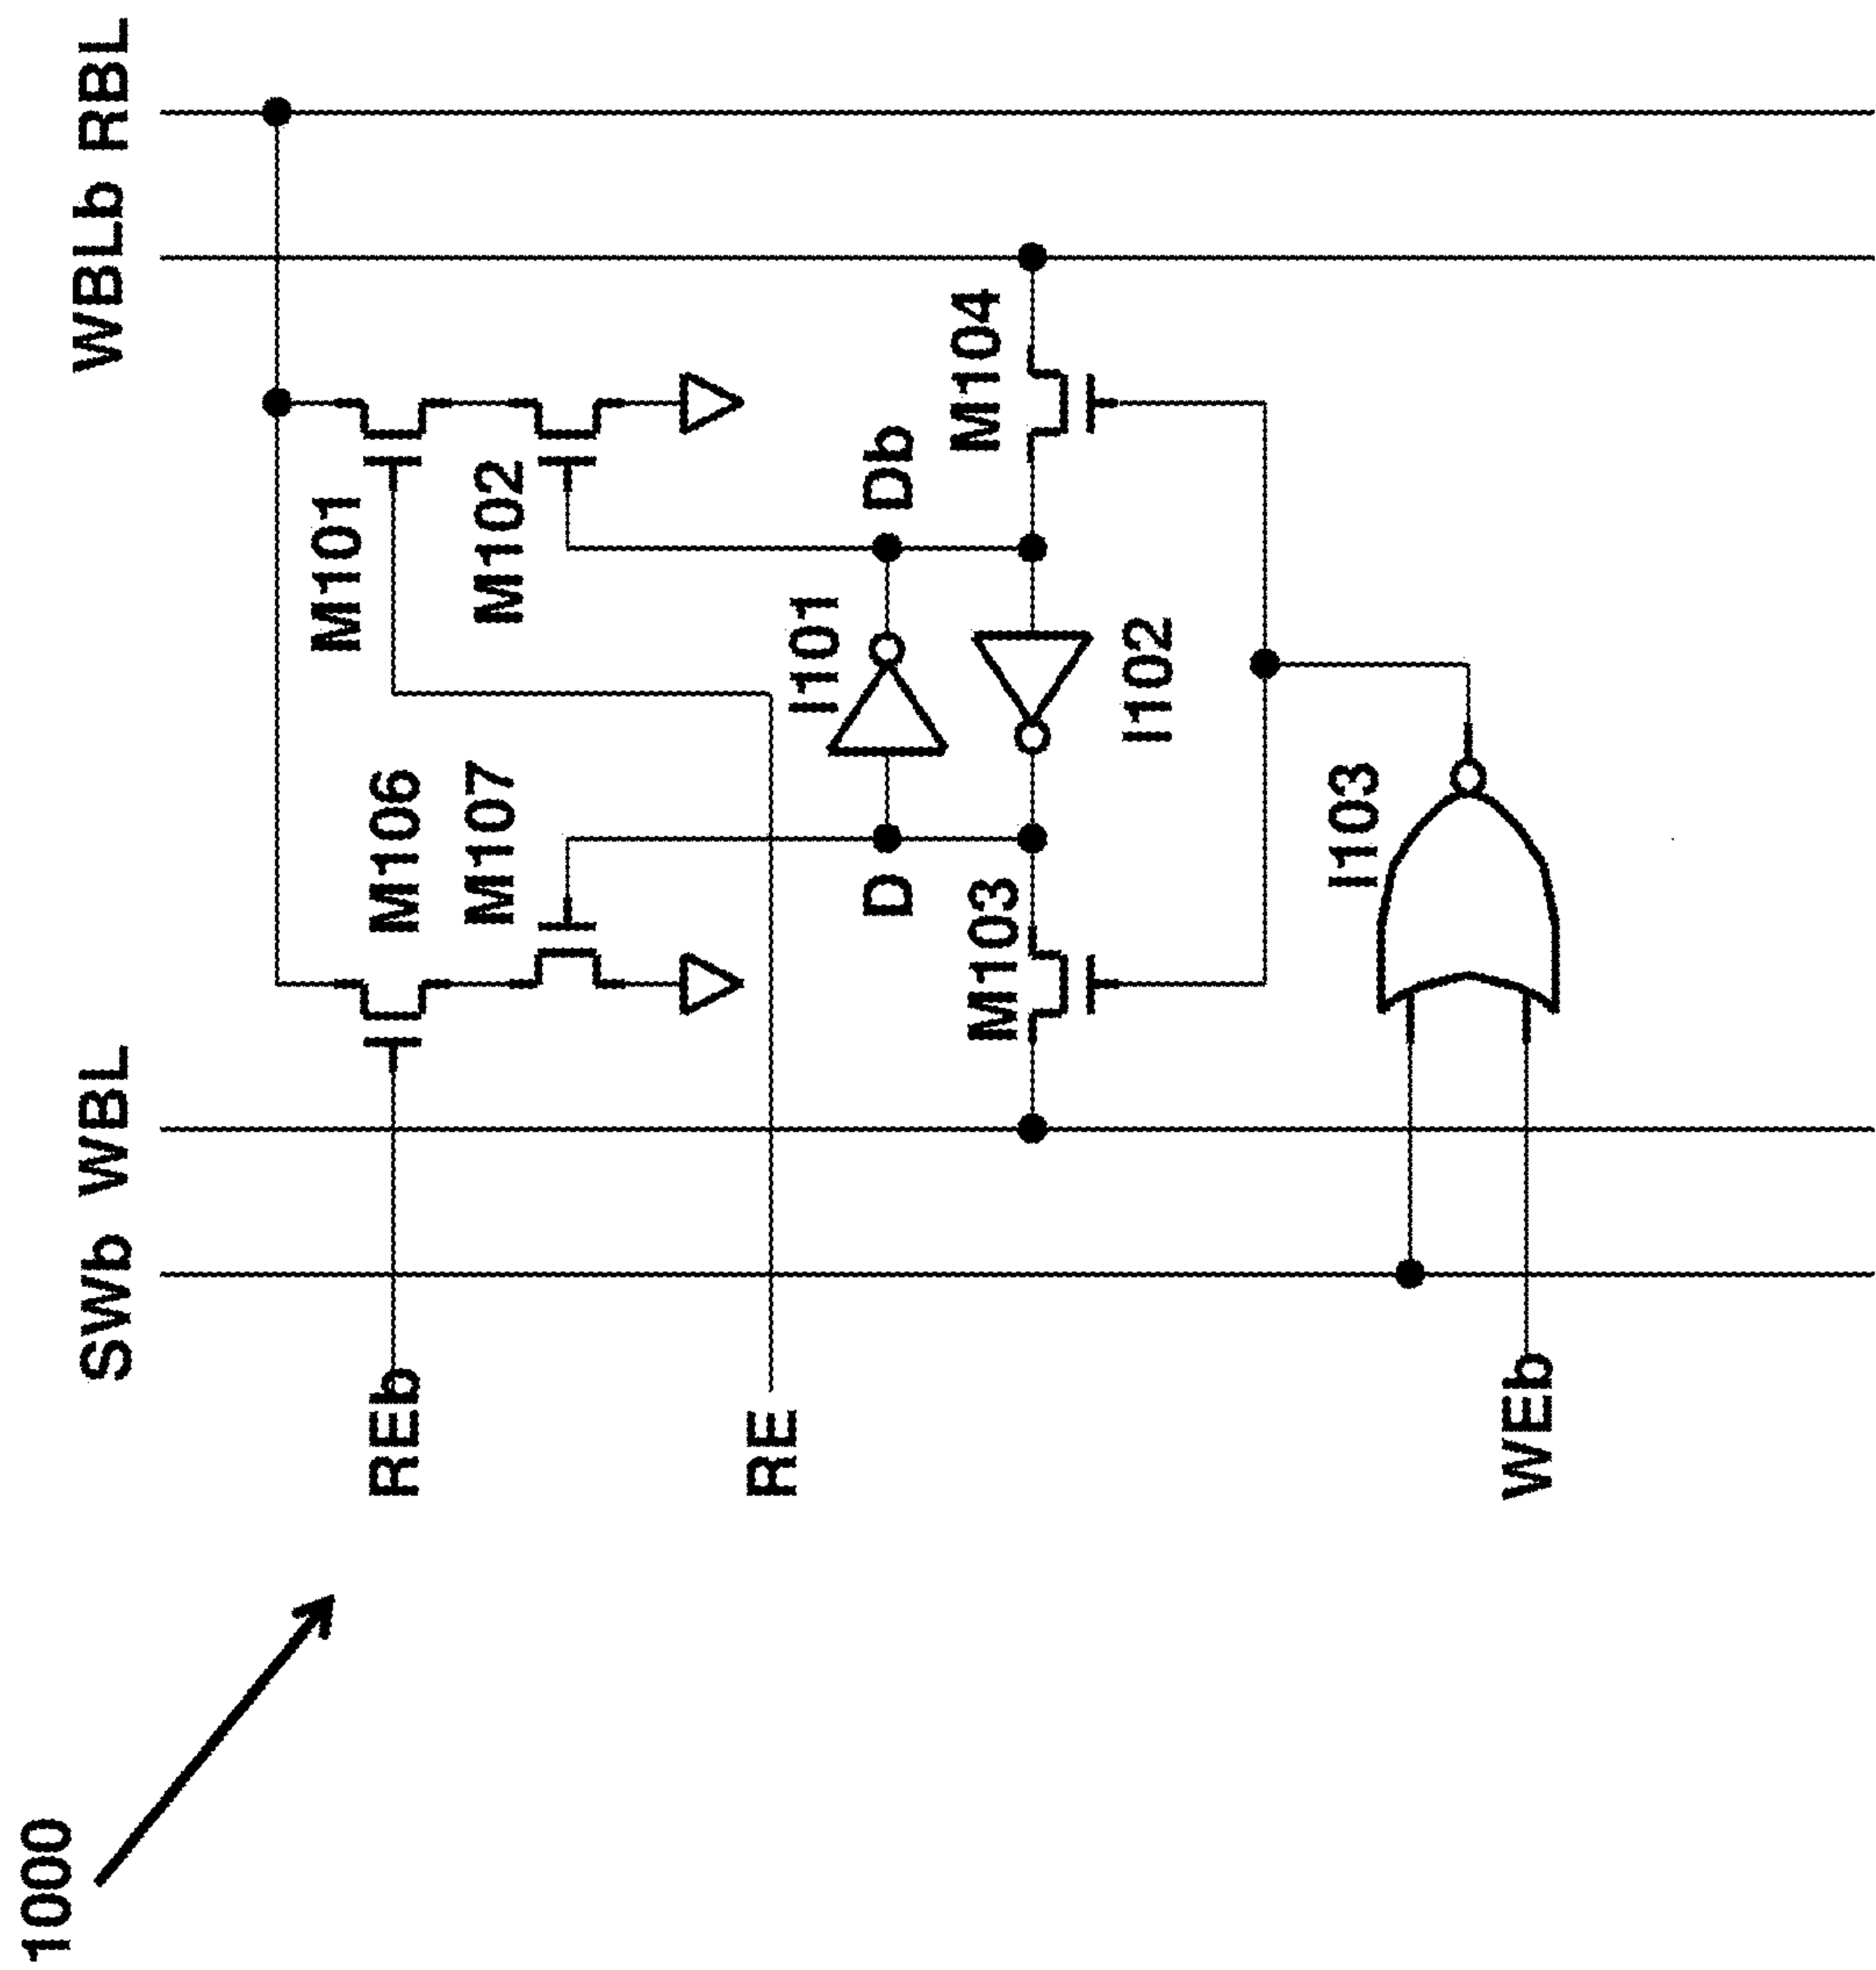 1000
SWb WBL WBLb RBL
REb
M106
M107
M101
M102
RE
I101
D
Db
M103
M104
I102
I103
WEb